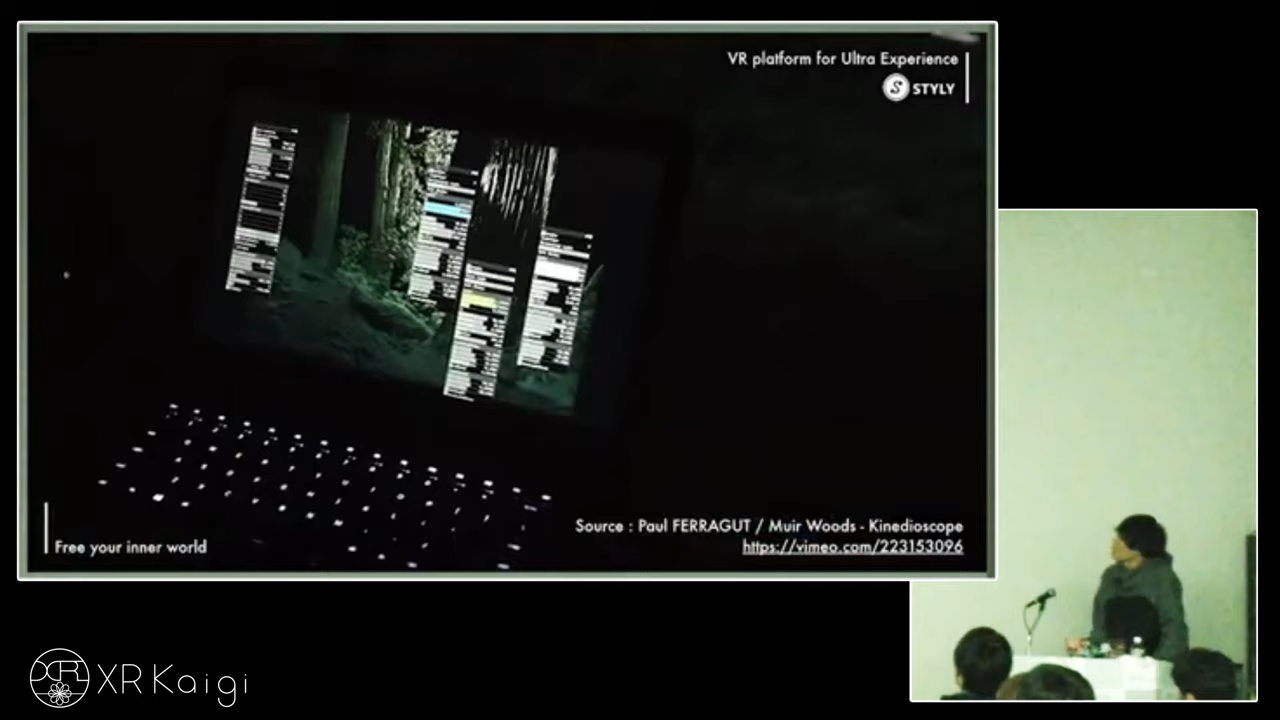 VR platform for Ultra Experience
STYLY
Source : Paul FERRAGUT / Muir Woods - Kinedioscope
https://vimeo.com/223153096
Free your inner world
XR Kaigi